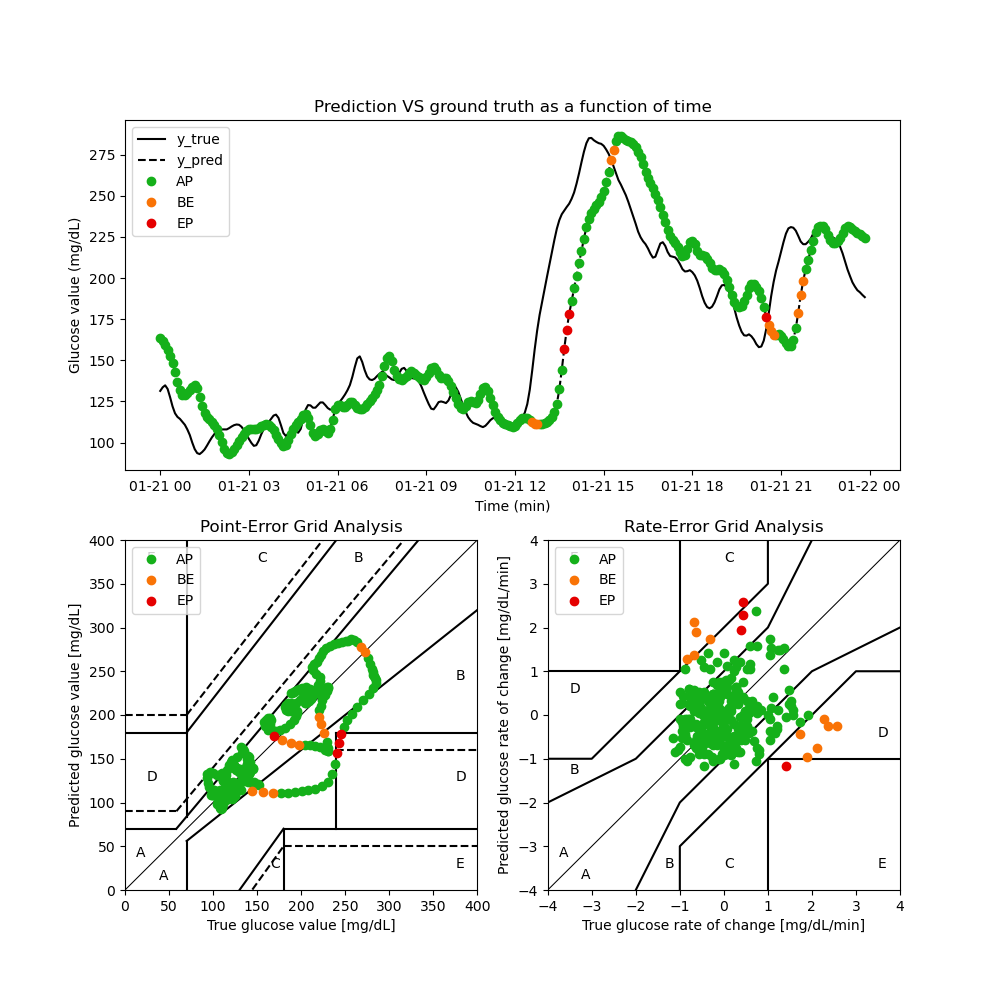 Prediction VS ground truth as a function of time
Glucose value (mg/dL)
275
250
225
200
175
150
125
100
y_true
y_pred
AP
BE
EP
01-21 00 01-21 03 01-21 06 01-21 09 01-21 12 01-21 15 01-21 18 01-21 21 01-22 00
Time (min)
Point-Error Grid Analysis
Predicted glucose value [mg/dL]
400
350
300
250
200
150
100
50
0
AP
BE
EP
C
B
B
D
D
A
A
C
E
0 50 100 150 200 250 300 350 400
True glucose value [mg/dL]
Rate-Error Grid Analysis
Predicted glucose rate of change [mg/dL/min]
4
3
2
1
0
−1
−2
−3
−4
AP
BE
EP
C
D
D
B
A
A
B
C
E
−4 −3 −2 −1 0 1 2 3 4
True glucose rate of change [mg/dL/min]